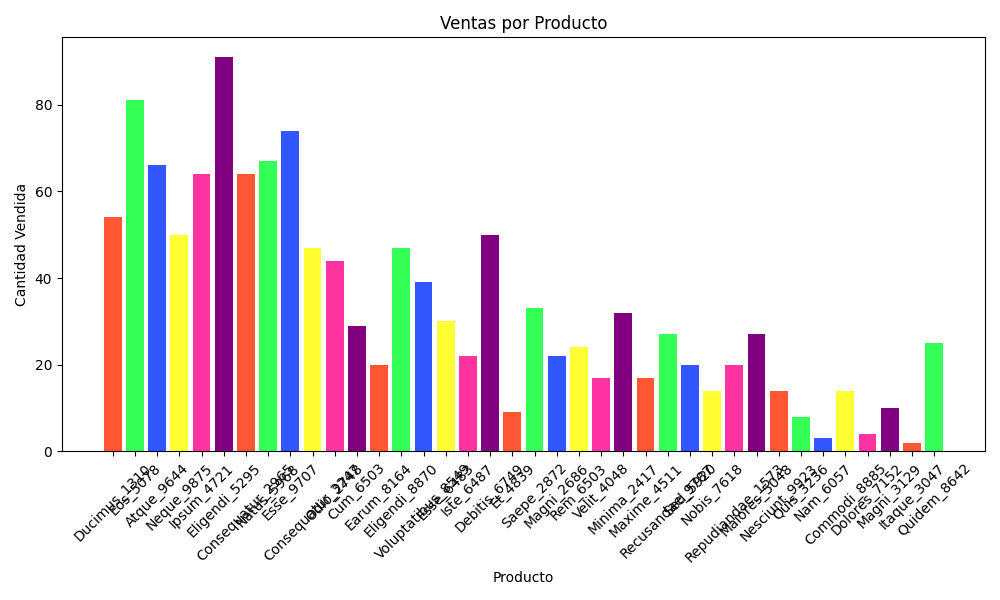 Ventas por Producto
Cantidad Vendida
80
60
40
20
0
Ducimus_1310
Eos_5078
Atque_9644
Neque_9875
Ipsum_4721
Eligendi_5295
Esse_9707
Cum_6503
Earum_8164
Eligendi_8870
Iste_6487
Debitis_6749
Et_4839
Saepe_2872
Magni_2686
Rem_6503
Velit_4048
Minima_2417
Maxime_4511
Nobis_7618
Repudiandae_1573
Nesciunt_9923
Quis_3236
Nam_6057
Commodi_8885
Dolores_7152
Magni_3129
Itaque_3047
Quidem_8642
Producto